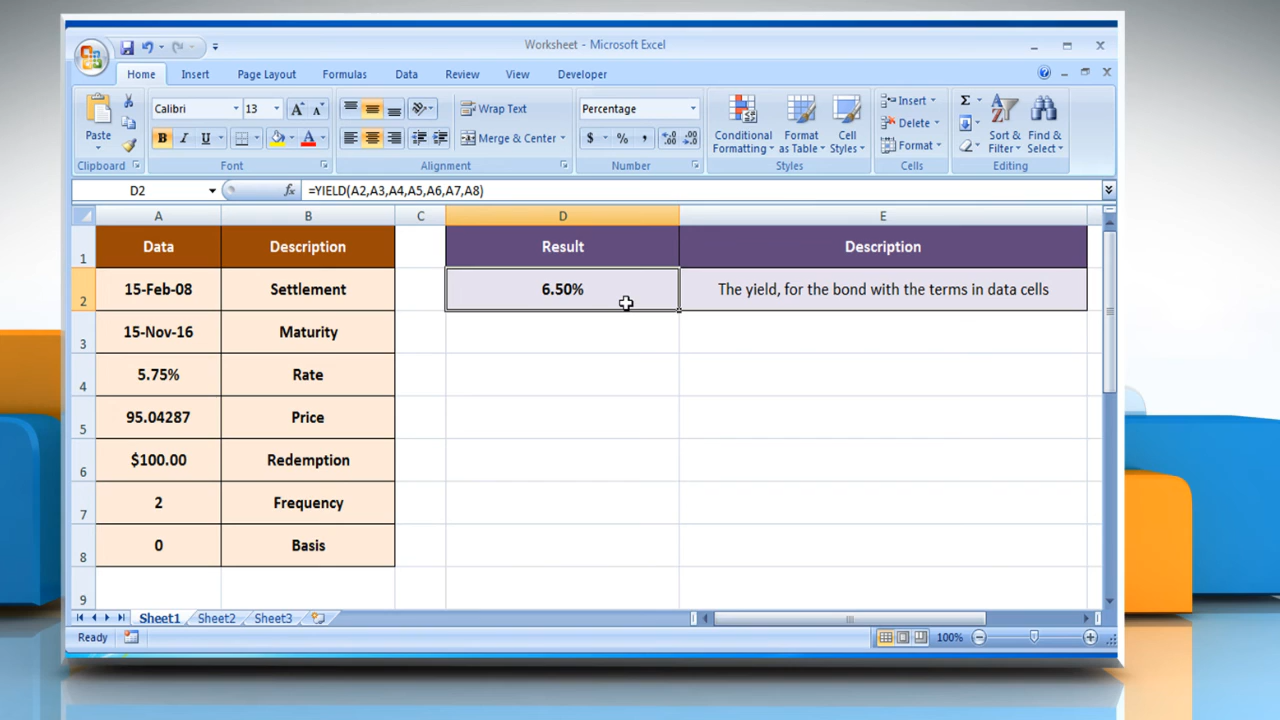 Worksheet - Microsoft Excel
Home Insert Page Layout Formulas Data Review View Developer
Calibri 13 Wrap Text Percentage Insert
Paste B I U Merge & Center $ % , Conditional Formatting Format as Table Cell Styles Delete Format Σ Sort & Filter Find & Select
Clipboard Font Alignment Number Styles Cells Editing
D2 fx =YIELD(A2,A3,A4,A5,A6,A7,A8)
A B C D E
1 Data Description Result Description
2 15-Feb-08 Settlement 6.50% The yield, for the bond with the terms in data cells
3 15-Nov-16 Maturity
4 5.75% Rate
5 95.04287 Price
6 $100.00 Redemption
7 2 Frequency
8 0 Basis
9
Sheet1 Sheet2 Sheet3
Ready 100%